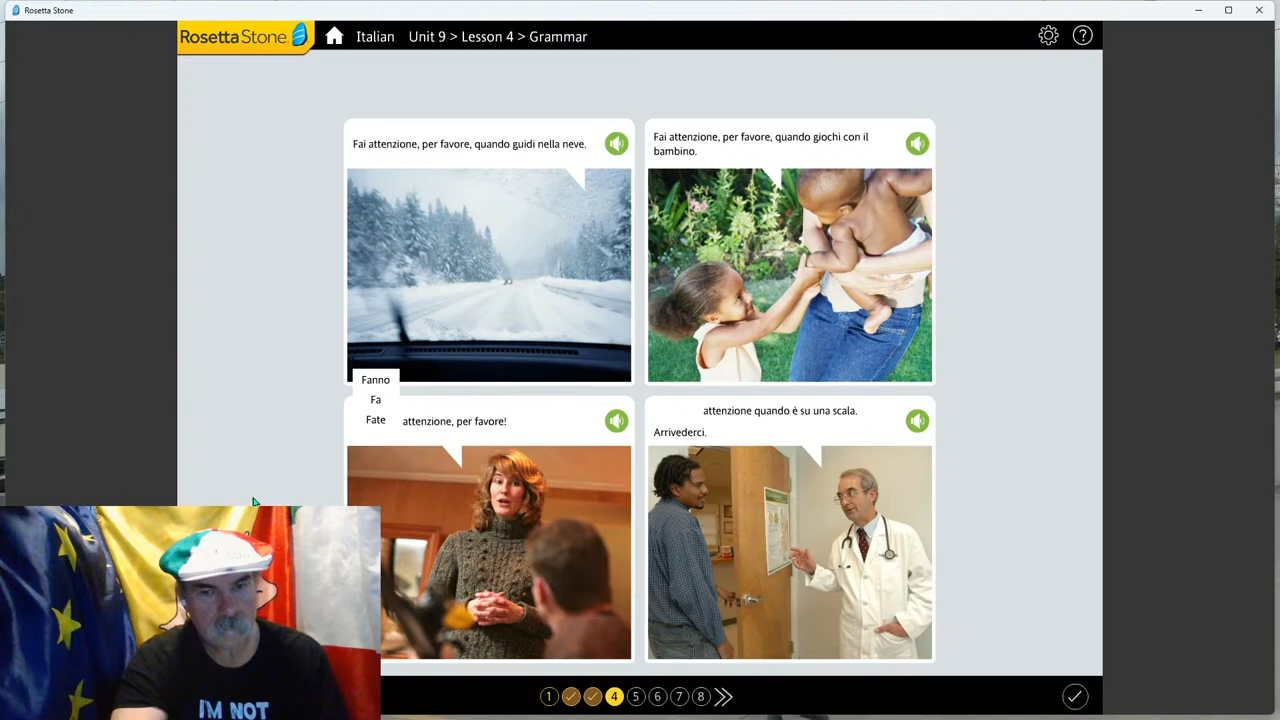 Rosetta Stone
RosettaStone
Italian Unit 9 > Lesson 4 > Grammar
?
Fai attenzione, per favore, quando guidi nella neve.
Fai attenzione, per favore, quando giochi con il
bambino.
Fanno
Fa
Fate
attenzione, per favore!
attenzione quando è su una scala.
Arrivederci.
I'M NOT
1 4 5 6 7 8